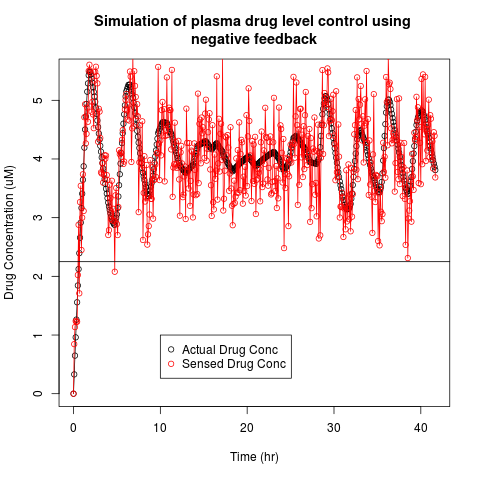 Simulation of plasma drug level control using
negative feedback
Drug Concentration (uM)
5
4
3
2
1
0
Actual Drug Conc
Sensed Drug Conc
0 10 20 30 40
Time (hr)